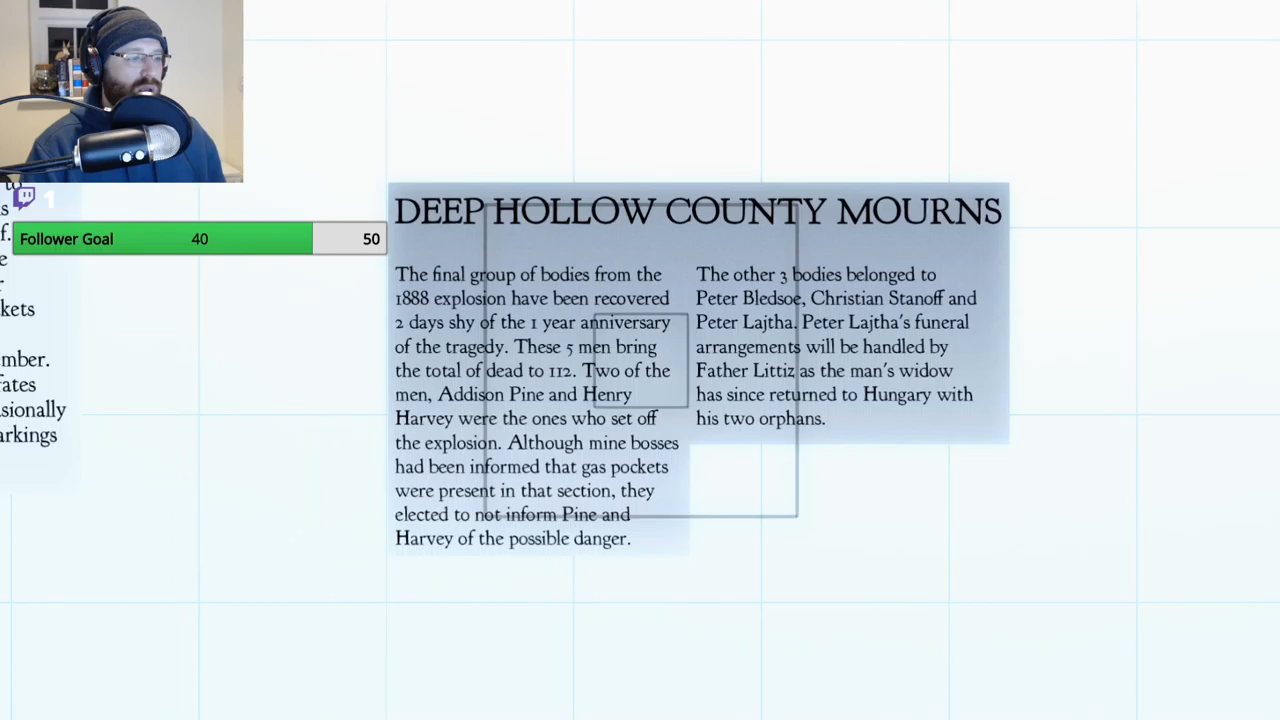 to
s
f.
e
r
kets
mber.
fates
sionally
arkings
1
Follower Goal 40 50
DEEP HOLLOW COUNTY MOURNS
The final group of bodies from the
1888 explosion have been recovered
2 days shy of the 1 year anniversary
of the tragedy. These 5 men bring
the total of dead to 112. Two of the
men, Addison Pine and Henry
Harvey were the ones who set off
the explosion. Although mine bosses
had been informed that gas pockets
were present in that section, they
elected to not inform Pine and
Harvey of the possible danger.
The other 3 bodies belonged to
Peter Bledsoe, Christian Stanoff and
Peter Lajtha. Peter Lajtha's funeral
arrangements will be handled by
Father Littiz as the man's widow
has since returned to Hungary with
his two orphans.